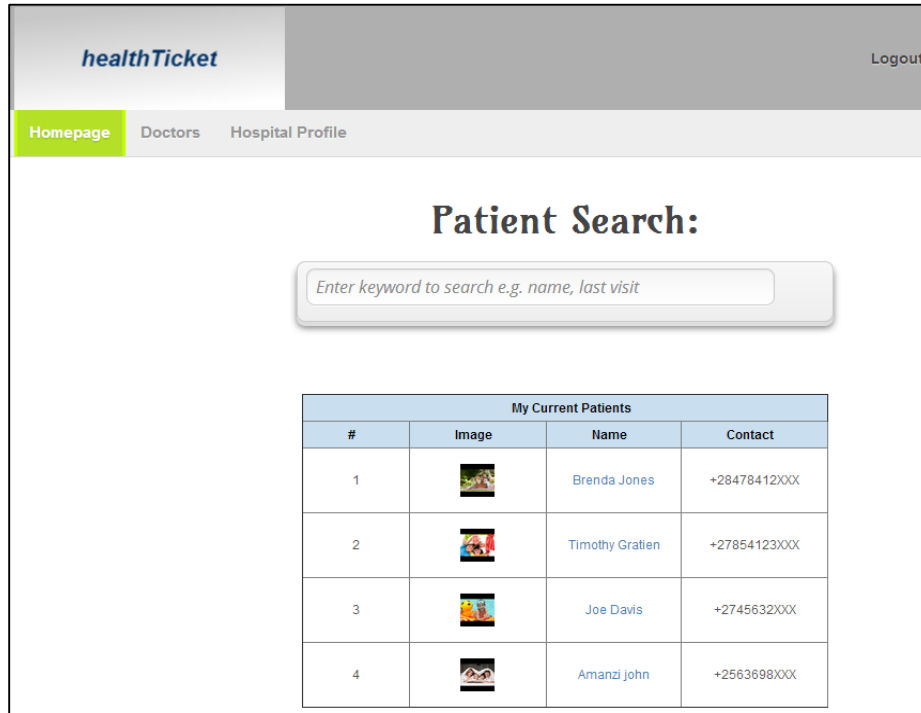 healthTicket
Logout
Homepage Doctors Hospital Profile
Patient Search:
Enter keyword to search e.g. name, last visit
My Current Patients
# Image Name Contact
1 Brenda Jones +28478412XXX
2 Timothy Gratien +27854123XXX
3 Joe Davis +2745632XXX
4 Amanzi john +2563698XXX